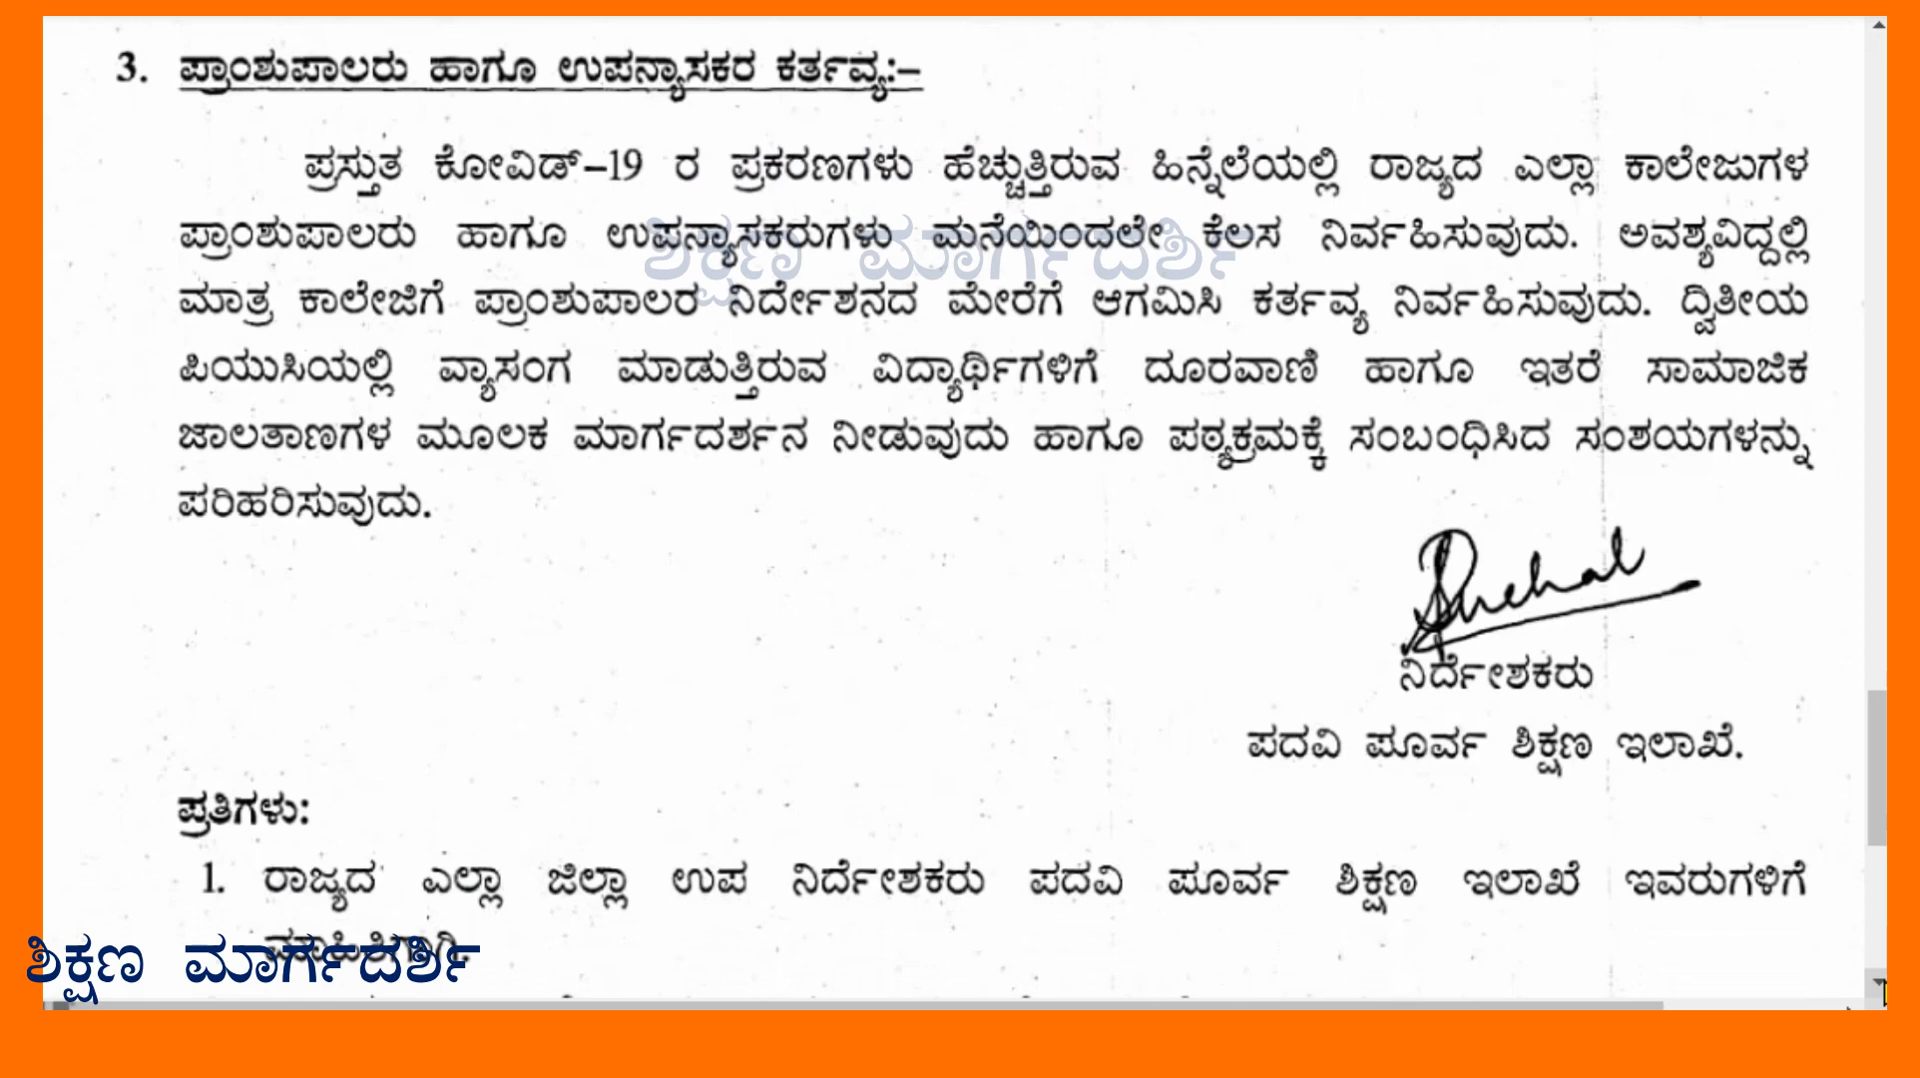 3. ಪ್ರಾಂಶುಪಾಲರು ಹಾಗೂ ಉಪನ್ಯಾಸಕರ ಕರ್ತವ್ಯ:–
ಪ್ರಸ್ತುತ ಕೋವಿಡ್–19 ರ ಪ್ರಕರಣಗಳು ಹೆಚ್ಚುತ್ತಿರುವ ಹಿನ್ನೆಲೆಯಲ್ಲಿ ರಾಜ್ಯದ ಎಲ್ಲಾ ಕಾಲೇಜುಗಳ
ಪ್ರಾಂಶುಪಾಲರು ಹಾಗೂ ಉಪನ್ಯಾಸಕರುಗಳು ಮನೆಯಿಂದಲೇ ಕೆಲಸ ನಿರ್ವಹಿಸುವುದು. ಅವಶ್ಯವಿದ್ದಲ್ಲಿ
ಶಿಕ್ಷಣ ಮಾರ್ಗದರ್ಶಿ
ಮಾತ್ರ ಕಾಲೇಜಿಗೆ ಪ್ರಾಂಶುಪಾಲರ ನಿರ್ದೇಶನದ ಮೇರೆಗೆ ಆಗಮಿಸಿ ಕರ್ತವ್ಯ ನಿರ್ವಹಿಸುವುದು. ದ್ವಿತೀಯ
ಪಿಯುಸಿಯಲ್ಲಿ ವ್ಯಾಸಂಗ ಮಾಡುತ್ತಿರುವ ವಿದ್ಯಾರ್ಥಿಗಳಿಗೆ ದೂರವಾಣಿ ಹಾಗೂ ಇತರೆ ಸಾಮಾಜಿಕ
ಜಾಲತಾಣಗಳ ಮೂಲಕ ಮಾರ್ಗದರ್ಶನ ನೀಡುವುದು ಹಾಗೂ ಪಠ್ಯಕ್ರಮಕ್ಕೆ ಸಂಬಂಧಿಸಿದ ಸಂಶಯಗಳನ್ನು
ಪರಿಹರಿಸುವುದು.
Snehal
ನಿರ್ದೇಶಕರು
ಪದವಿ ಪೂರ್ವ ಶಿಕ್ಷಣ ಇಲಾಖೆ.
ಪ್ರತಿಗಳು:
1. ರಾಜ್ಯದ ಎಲ್ಲಾ ಜಿಲ್ಲಾ ಉಪ ನಿರ್ದೇಶಕರು ಪದವಿ ಪೂರ್ವ ಶಿಕ್ಷಣ ಇಲಾಖೆ ಇವರುಗಳಿಗೆ
ಮಾಹಿತಿಗಾಗಿ.
ಶಿಕ್ಷಣ ಮಾರ್ಗದರ್ಶಿ